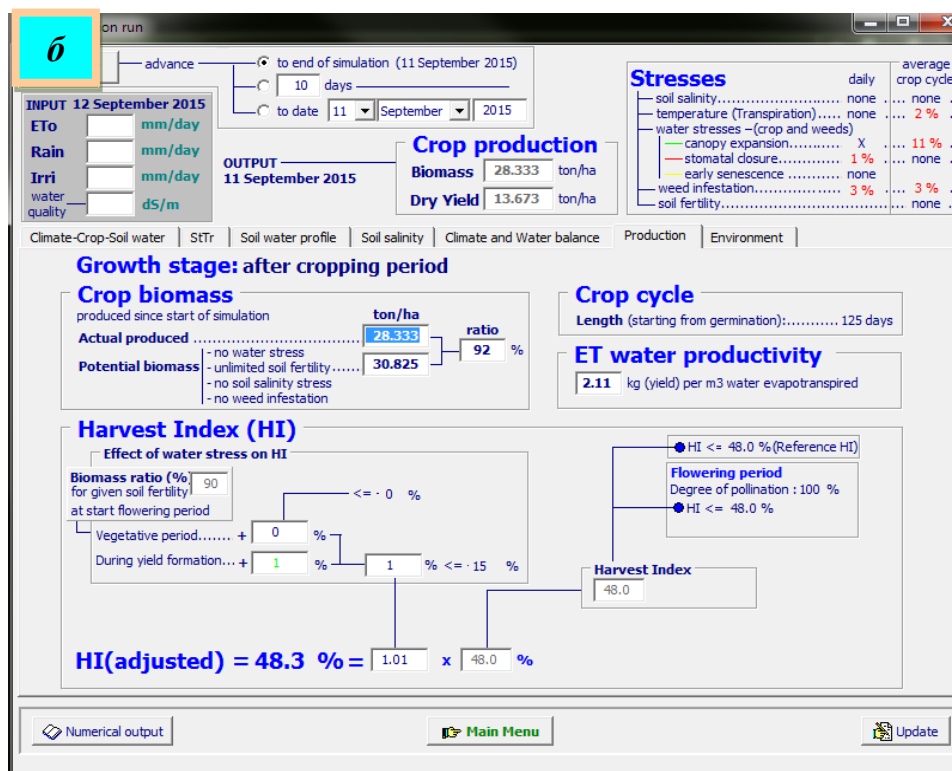 б
on run
advance
to end of simulation (11 September 2015)
10 days
to date 11 September 2015
INPUT 12 September 2015
ETo mm/day
Rain mm/day
Irri mm/day
water quality dS/m
OUTPUT
11 September 2015
Crop production
Biomass 28.333 ton/ha
Dry Yield 13.673 ton/ha
Stresses daily average crop cycle
soil salinity........................... none .... none
temperature (Transpiration)..... none .... 2 %
water stresses –(crop and weeds)
canopy expansion............... X .... 11 %
stomatal closure............... 1 % .... none
early senescence ............... none
weed infestation................... 3 % .... 3 %
soil fertility.................................... none
Climate-Crop-Soil water StTr Soil water profile Soil salinity Climate and Water balance Production Environment
Growth stage: after cropping period
Crop biomass
produced since start of simulation ton/ha
Actual produced .................................... 28.333
ratio
92 %
Potential biomass
- no water stress
- unlimited soil fertility...... 30.825
- no soil salinity stress
- no weed infestation
Crop cycle
Length (starting from germination):........... 125 days
ET water productivity
2.11 kg (yield) per m3 water evapotranspired
Harvest Index (HI)
Effect of water stress on HI
Biomass ratio (%) 90
for given soil fertility
at start flowering period
<= · 0 %
Vegetative period....... + 0 %
During yield formation... + 1 %
1 % <= · 15 %
HI <= 48.0 %(Reference HI)
Flowering period
Degree of pollination : 100 %
HI <= 48.0 %
Harvest Index
48.0
HI(adjusted) = 48.3 % = 1.01 x 48.0 %
Numerical output
Main Menu
Update